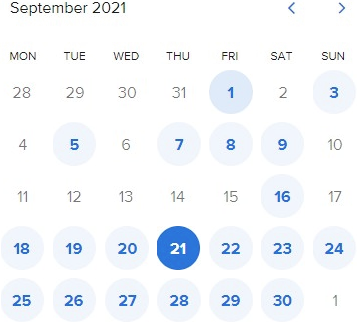 September 2021
MON TUE WED THU FRI SAT SUN
28 29 30 31 1 2 3
4 5 6 7 8 9 10
11 12 13 14 15 16 17
18 19 20 21 22 23 24
25 26 27 28 29 30 1